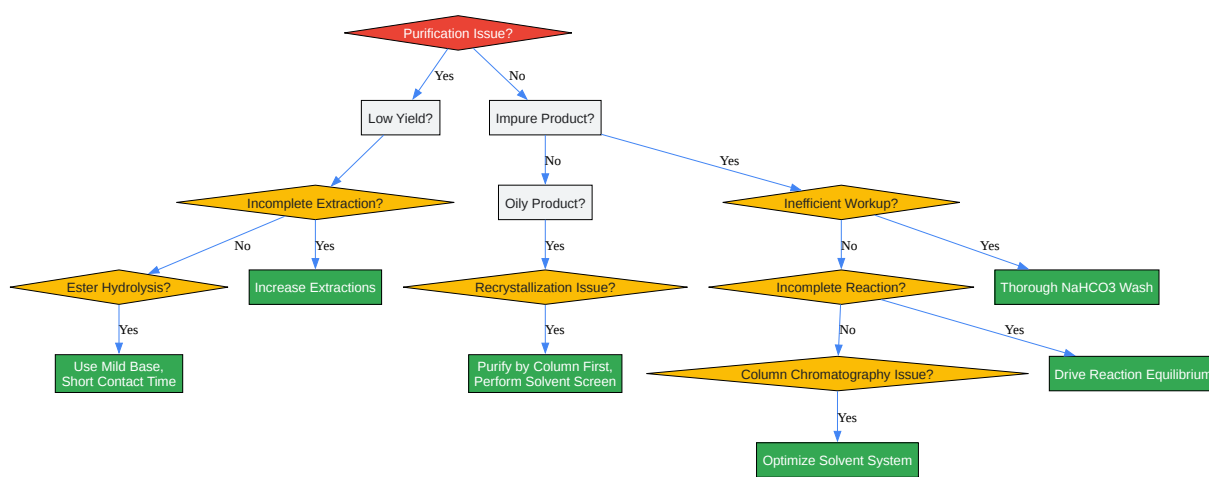 Purification Issue?
Yes
No
Low Yield?
Impure Product?
No
Yes
Incomplete Extraction?
Oily Product?
Inefficient Workup?
No
Yes
Yes
No
Yes
Ester Hydrolysis?
Increase Extractions
Recrystallization Issue?
Incomplete Reaction?
Thorough NaHCO3 Wash
Yes
Yes
No
Yes
Use Mild Base,
Short Contact Time
Purify by Column First,
Perform Solvent Screen
Column Chromatography Issue?
Drive Reaction Equilibrium
Yes
Optimize Solvent System